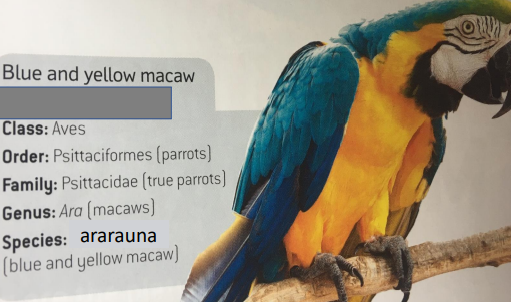 Blue and yellow macaw
Class: Aves
Order: Psittaciformes (parrots)
Family: Psittacidae (true parrots)
Genus: Ara (macaws)
Species: ararauna
(blue and yellow macaw)